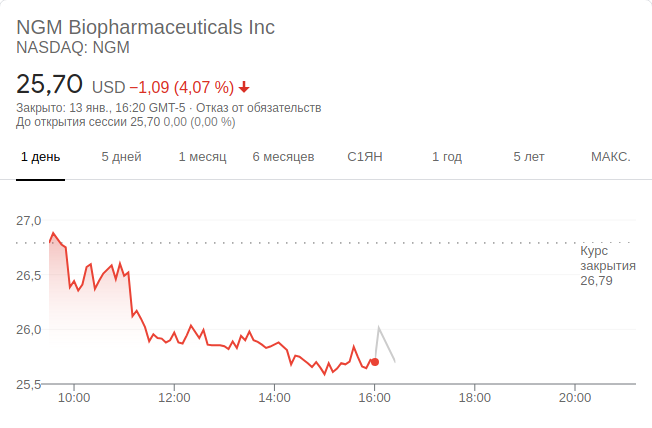 NGM Biopharmaceuticals Inc
NASDAQ: NGM
25,70 USD −1,09 (4,07 %)
Закрыто: 13 янв., 16:20 GMT-5 · Отказ от обязательств
До открытия сессии 25,70 0,00 (0,00 %)
1 день 5 дней 1 месяц 6 месяцев С1ЯН 1 год 5 лет МАКС.
27,0
Курс
закрытия
26,79
26,5
26,0
25,5
10:00 12:00 14:00 16:00 18:00 20:00